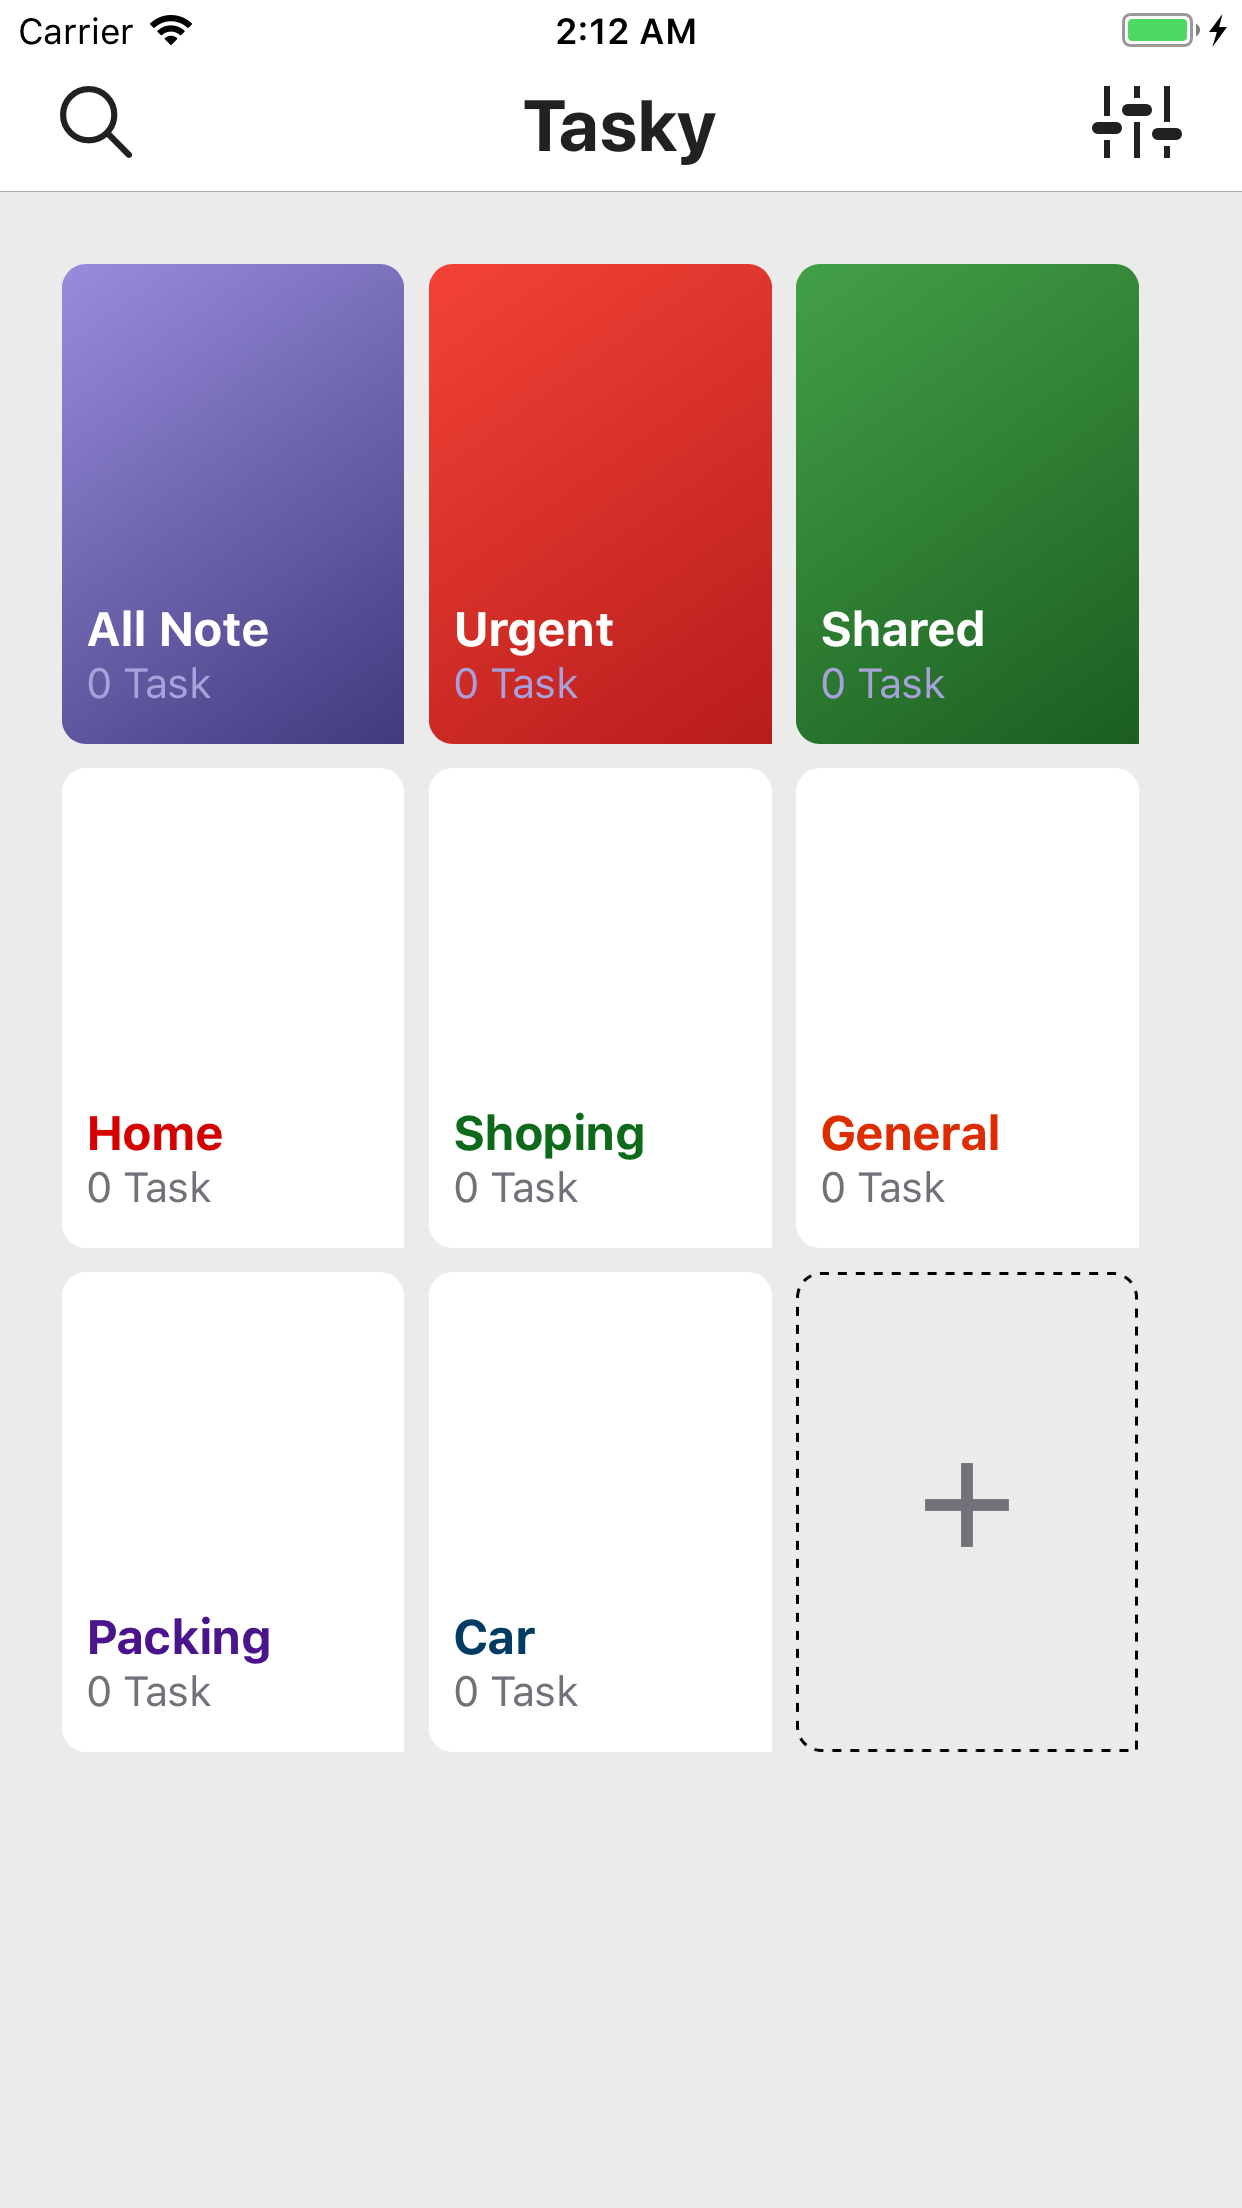 Carrier 2:12 AM
Tasky
All Note
0 Task
Urgent
0 Task
Shared
0 Task
Home
0 Task
Shoping
0 Task
General
0 Task
Packing
0 Task
Car
0 Task